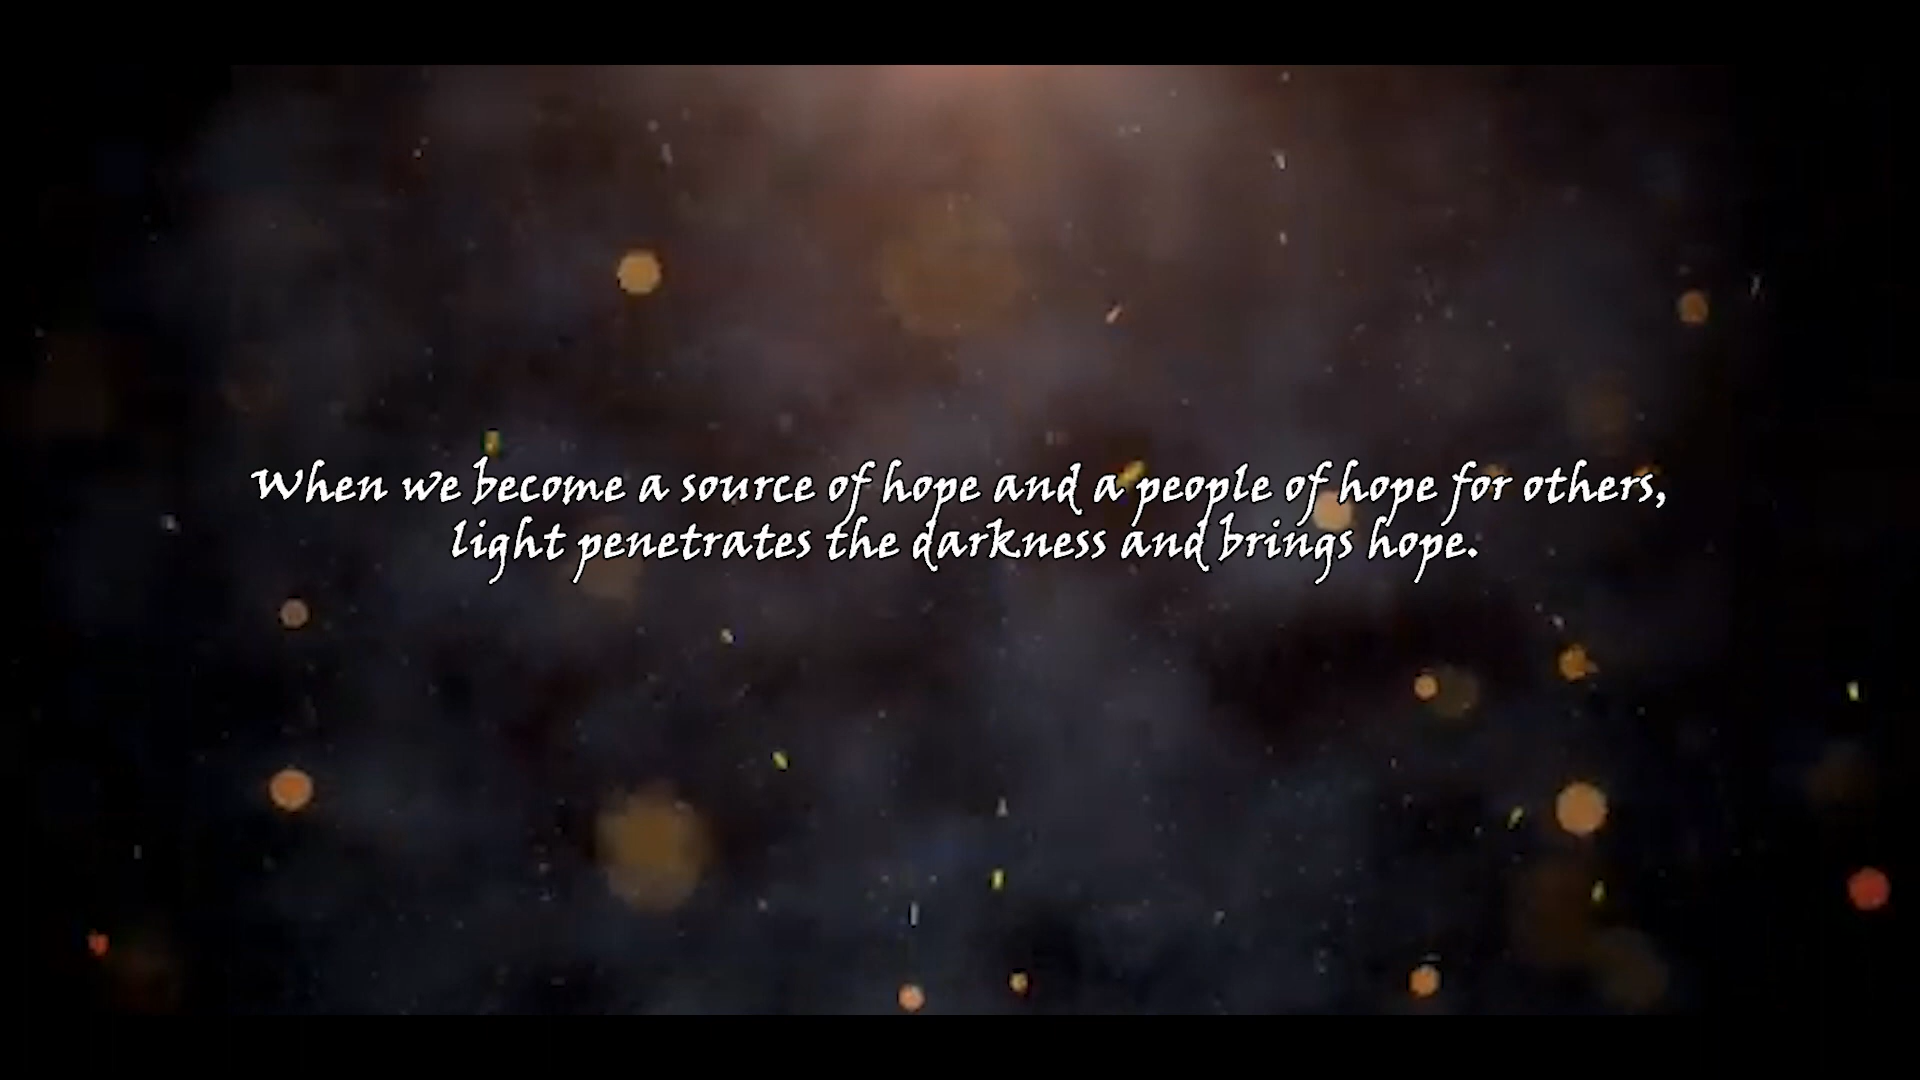 When we become a source of hope and a people of hope for others,
light penetrates the darkness and brings hope.